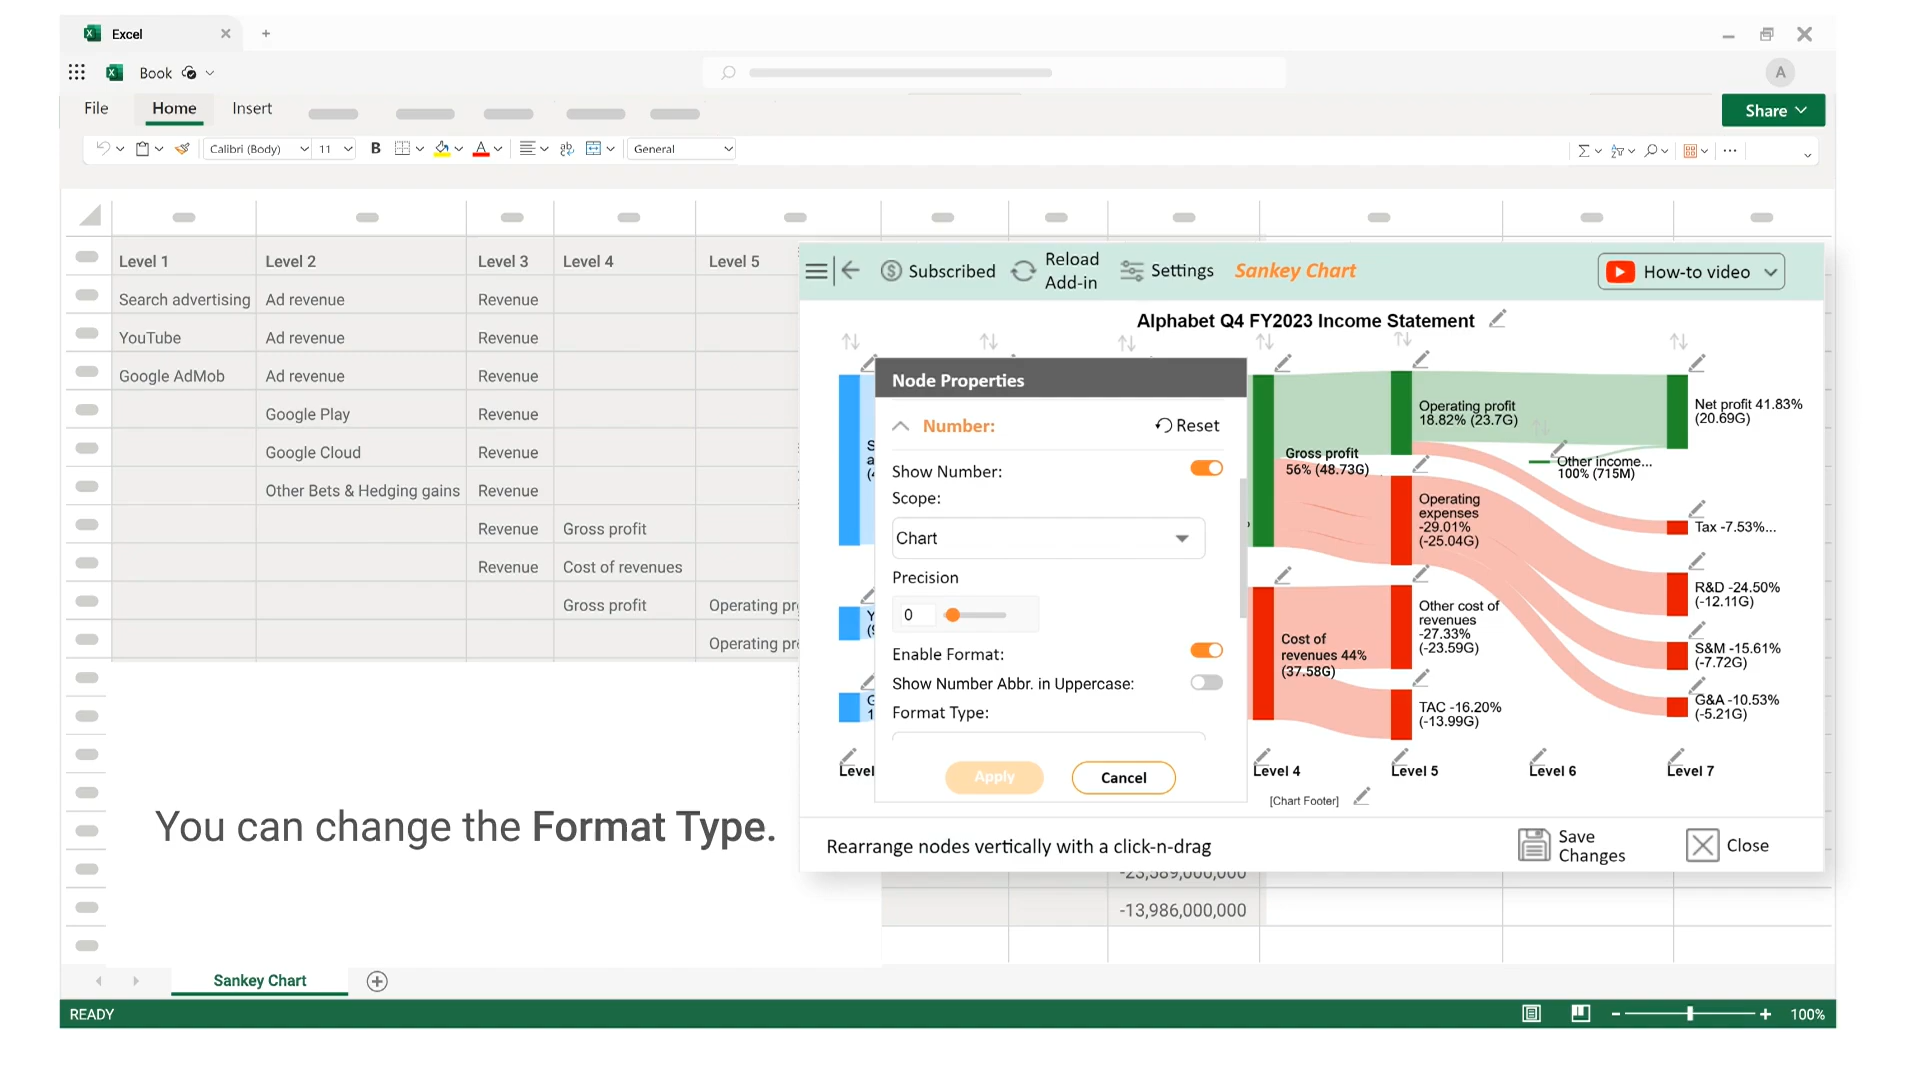 Excel
Book
A
File
Home
Insert
Share
Calibri (Body)
11
B
A
General
Level 1
Level 2
Level 3
Level 4
Level 5
Search advertising
Ad revenue
Revenue
YouTube
Ad revenue
Revenue
Google AdMob
Ad revenue
Revenue
Google Play
Revenue
Google Cloud
Revenue
Other Bets & Hedging gains
Revenue
Revenue
Gross profit
Revenue
Cost of revenues
Gross profit
Operating
Operating
You can change the Format Type.
Subscribed
Reload
Add-in
Settings
Sankey Chart
How-to video
Alphabet Q4 FY2023 Income Statement
Node Properties
Number:
Reset
Show Number:
Scope:
Chart
Precision
0
Enable Format:
Show Number Abbr. in Uppercase:
Format Type:
Apply
Cancel
Gross profit
56% (48.73G)
Cost of
revenues 44%
(37.58G)
Operating profit
18.82% (23.7G)
Operating
expenses
-29.01%
(-25.04G)
Other cost of
revenues
-27.33%
(-23.59G)
TAC -16.20%
(-13.99G)
Other income...
100% (715M)
Net profit 41.83%
(20.69G)
Tax -7.53%...
R&D -24.50%
(-12.11G)
S&M -15.61%
(-7.72G)
G&A -10.53%
(-5.21G)
Level
Level 4
Level 5
Level 6
Level 7
[Chart Footer]
Rearrange nodes vertically with a click-n-drag
Save
Changes
Close
-23,589,000,000
-13,986,000,000
Sankey Chart
READY
100%